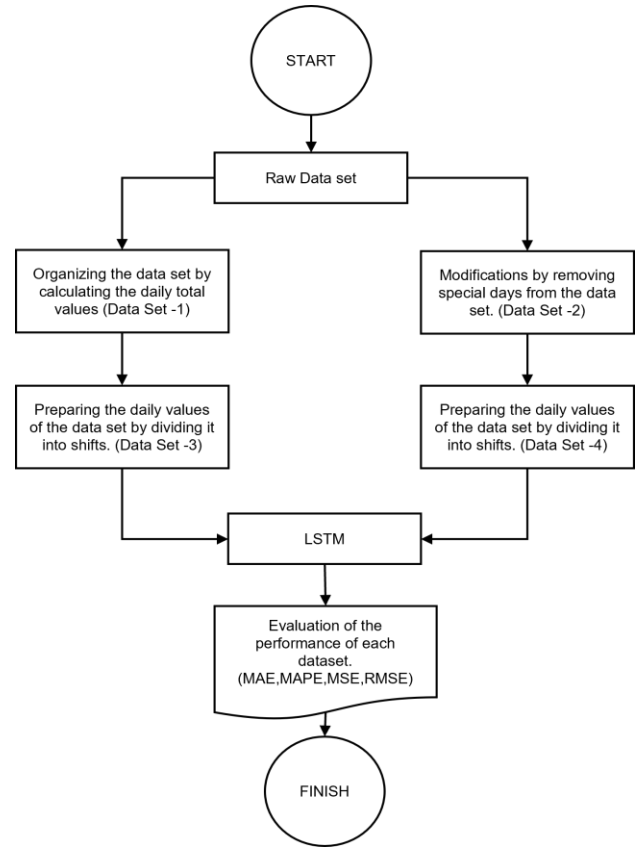 START
Raw Data set
Organizing the data set by
calculating the daily total
values (Data Set -1)
Modifications by removing
special days from the data
set. (Data Set -2)
Preparing the daily values
of the data set by dividing it
into shifts. (Data Set -3)
Preparing the daily values
of the data set by dividing it
into shifts. (Data Set -4)
LSTM
Evaluation of the
performance of each
dataset.
(MAE,MAPE,MSE,RMSE)
FINISH